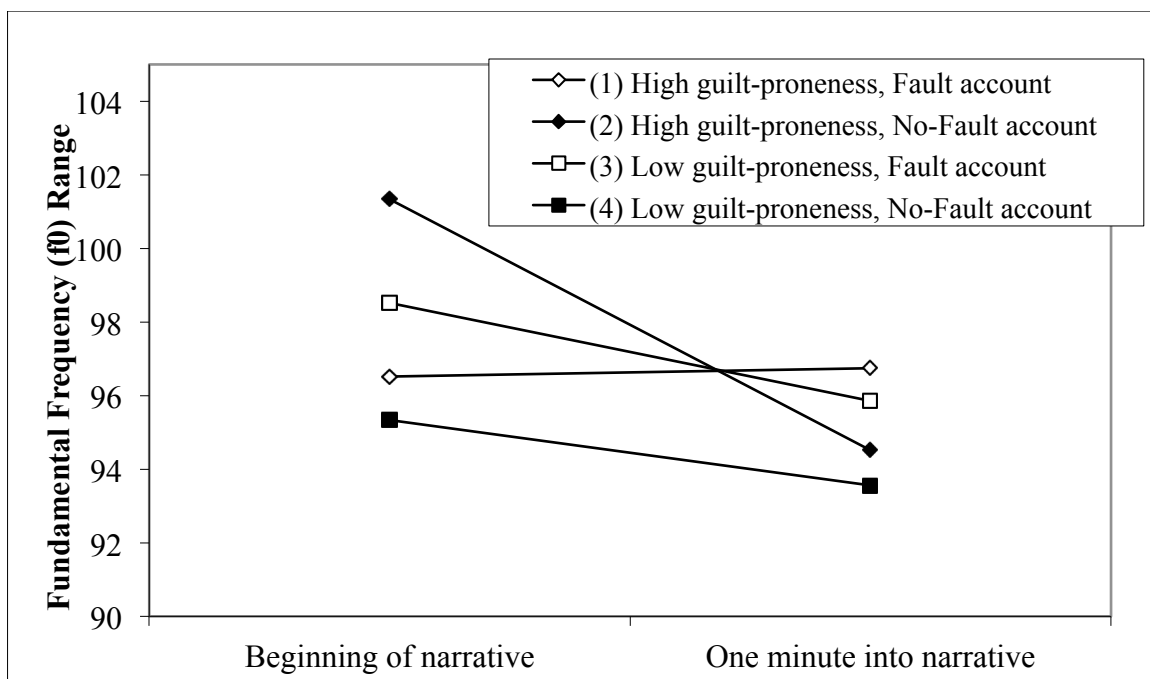 Fundamental Frequency (f0) Range
104
102
100
98
96
94
92
90
(1) High guilt-proneness, Fault account
(2) High guilt-proneness, No-Fault account
(3) Low guilt-proneness, Fault account
(4) Low guilt-proneness, No-Fault account
Beginning of narrative
One minute into narrative